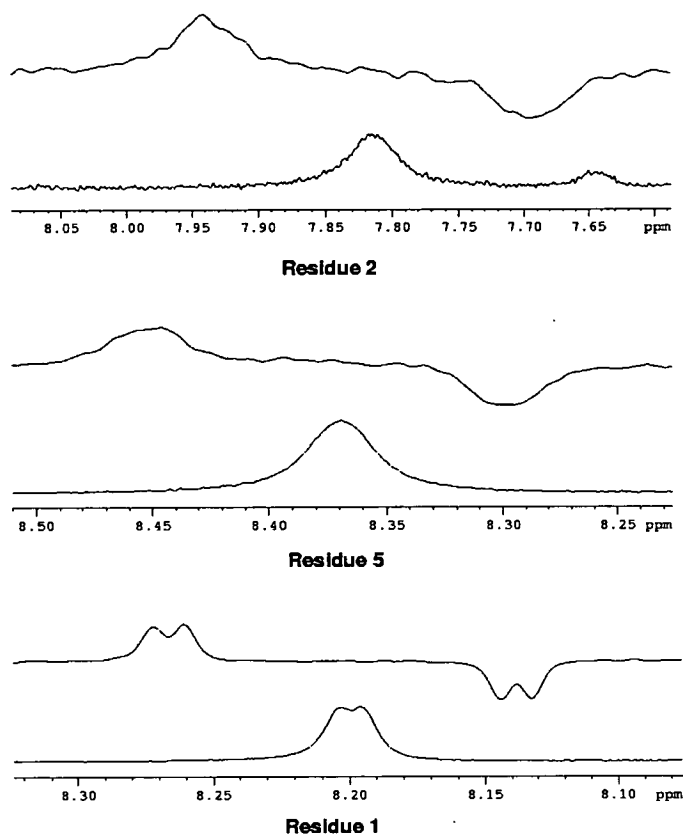 8.05 8.00 7.95 7.90 7.85 7.80 7.75 7.70 7.65 ppm
Residue 2
8.50 8.45 8.40 8.35 8.30 8.25 ppm
Residue 5
8.30 8.25 8.20 8.15 8.10 ppm
Residue 1